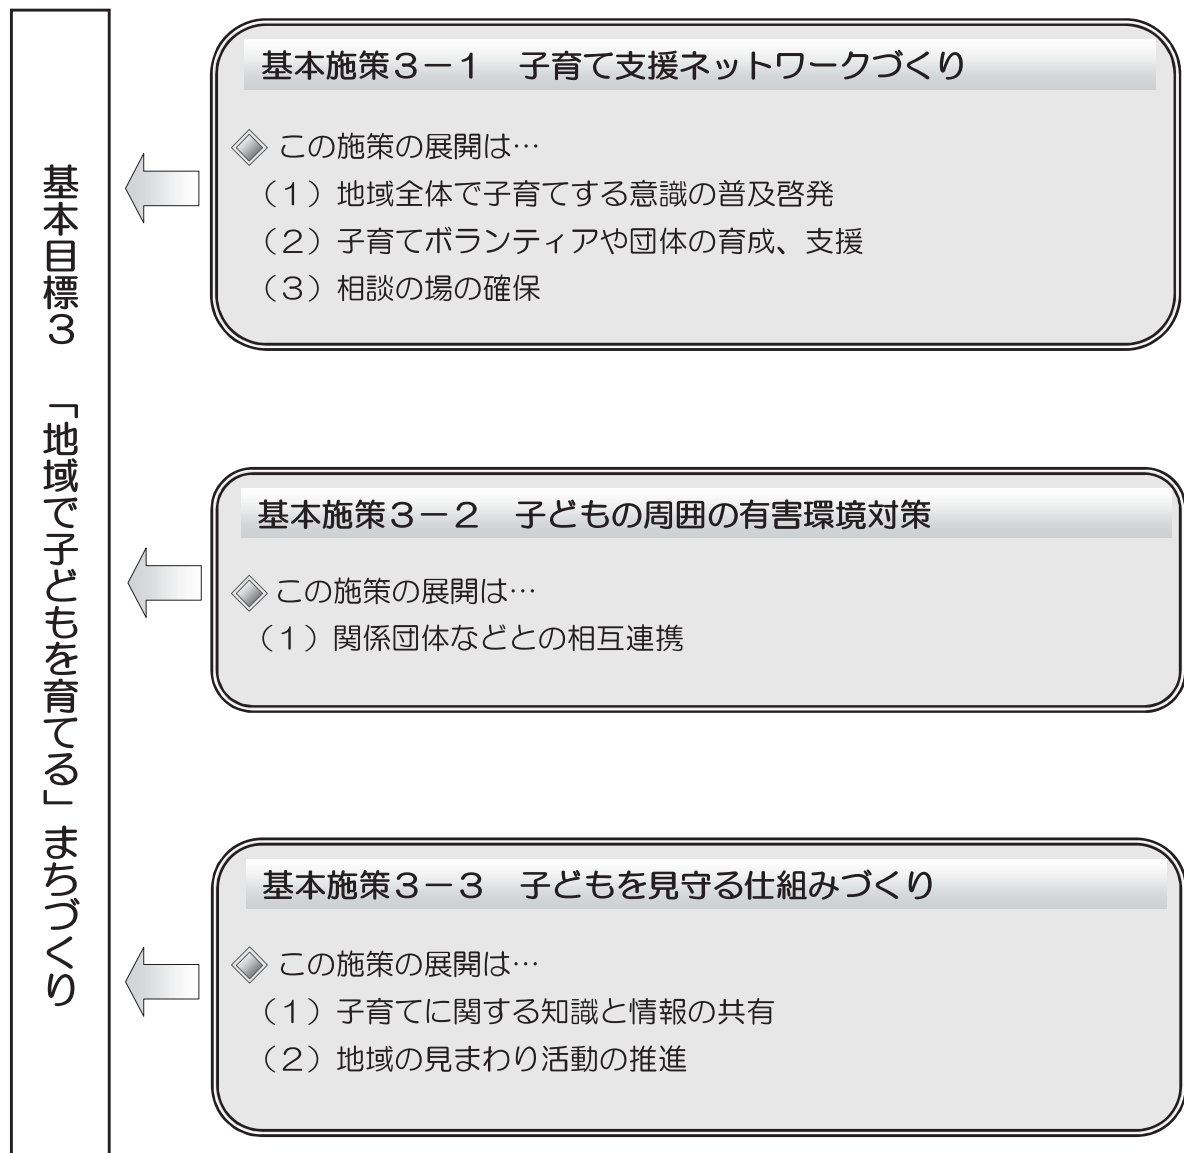 基本目標３　「地域で子どもを育てる」まちづくり
基本施策３－１　子育て支援ネットワークづくり
この施策の展開は…
（１）地域全体で子育てする意識の普及啓発
（２）子育てボランティアや団体の育成、支援
（３）相談の場の確保
基本施策３－２　子どもの周囲の有害環境対策
この施策の展開は…
（１）関係団体などとの相互連携
基本施策３－３　子どもを見守る仕組みづくり
この施策の展開は…
（１）子育てに関する知識と情報の共有
（２）地域の見まわり活動の推進